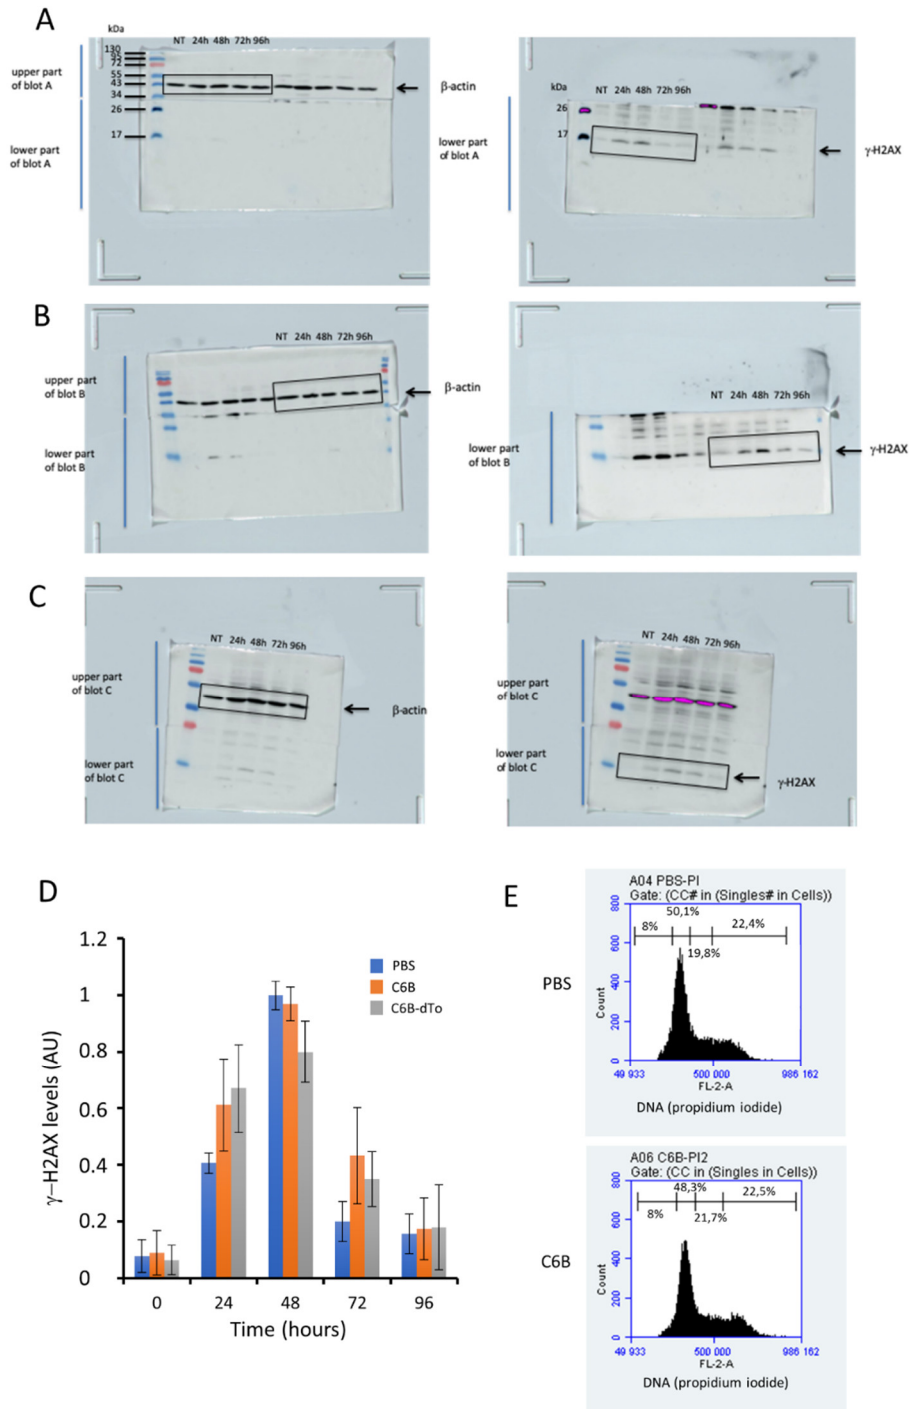 A
kDa
NT 24h 48h 72h 96h
130
95
72
55
43
34
26
17
upper part
of blot A
lower part
of blot A
β-actin
kDa
NT 24h 48h 72h 96h
26
17
lower part
of blot A
γ-H2AX
B
NT 24h 48h 72h 96h
upper part
of blot B
lower part
of blot B
β-actin
NT 24h 48h 72h 96h
lower part
of blot B
γ-H2AX
C
NT 24h 48h 72h 96h
upper part
of blot C
lower part
of blot C
β-actin
NT 24h 48h 72h 96h
upper part
of blot C
lower part
of blot C
γ-H2AX
D
γ–H2AX levels (AU)
1.2
1
0.8
0.6
0.4
0.2
0
PBS
C6B
C6B-dTo
0 24 48 72 96
Time (hours)
E
PBS
A04 PBS-PI
Gate: (CC# in (Singles# in Cells))
800
600
400
200
0
Count
8%
50,1%
19,8%
22,4%
49 933 500 000 986 162
FL-2-A
DNA (propidium iodide)
C6B
A06 C6B-PI2
Gate: (CC in (Singles in Cells))
800
600
400
200
0
Count
8%
48,3%
21,7%
22,5%
49 933 500 000 986 162
FL-2-A
DNA (propidium iodide)